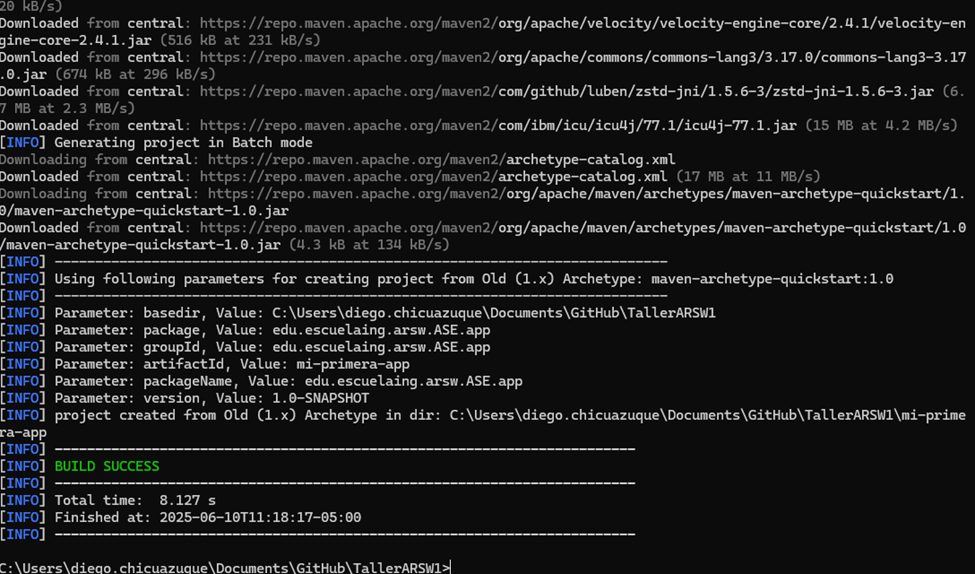 20 kB/s)
Downloaded from central: https://repo.maven.apache.org/maven2/org/apache/velocity/velocity-engine-core/2.4.1/velocity-en
gine-core-2.4.1.jar (516 kB at 231 kB/s)
Downloaded from central: https://repo.maven.apache.org/maven2/org/apache/commons/commons-lang3/3.17.0/commons-lang3-3.17
.0.jar (674 kB at 296 kB/s)
Downloaded from central: https://repo.maven.apache.org/maven2/com/github/luben/zstd-jni/1.5.6-3/zstd-jni-1.5.6-3.jar (6.
7 MB at 2.3 MB/s)
Downloaded from central: https://repo.maven.apache.org/maven2/com/ibm/icu/icu4j/77.1/icu4j-77.1.jar (15 MB at 4.2 MB/s)
[INFO] Generating project in Batch mode
Downloading from central: https://repo.maven.apache.org/maven2/archetype-catalog.xml
Downloaded from central: https://repo.maven.apache.org/maven2/archetype-catalog.xml (17 MB at 11 MB/s)
Downloading from central: https://repo.maven.apache.org/maven2/org/apache/maven/archetypes/maven-archetype-quickstart/1.
0/maven-archetype-quickstart-1.0.jar
Downloaded from central: https://repo.maven.apache.org/maven2/org/apache/maven/archetypes/maven-archetype-quickstart/1.0
/maven-archetype-quickstart-1.0.jar (4.3 kB at 134 kB/s)
[INFO] ----------------------------------------------------------------------------
[INFO] Using following parameters for creating project from Old (1.x) Archetype: maven-archetype-quickstart:1.0
[INFO] ----------------------------------------------------------------------------
[INFO] Parameter: basedir, Value: C:\Users\diego.chicuazuque\Documents\GitHub\TallerARSW1
[INFO] Parameter: package, Value: edu.escuelaing.arsw.ASE.app
[INFO] Parameter: groupId, Value: edu.escuelaing.arsw.ASE.app
[INFO] Parameter: artifactId, Value: mi-primera-app
[INFO] Parameter: packageName, Value: edu.escuelaing.arsw.ASE.app
[INFO] Parameter: version, Value: 1.0-SNAPSHOT
[INFO] project created from Old (1.x) Archetype in dir: C:\Users\diego.chicuazuque\Documents\GitHub\TallerARSW1\mi-prime
ra-app
[INFO] ------------------------------------------------------------------------
[INFO] BUILD SUCCESS
[INFO] ------------------------------------------------------------------------
[INFO] Total time:  8.127 s
[INFO] Finished at: 2025-06-10T11:18:17-05:00
[INFO] ------------------------------------------------------------------------
C:\Users\diego.chicuazuque\Documents\GitHub\TallerARSW1>